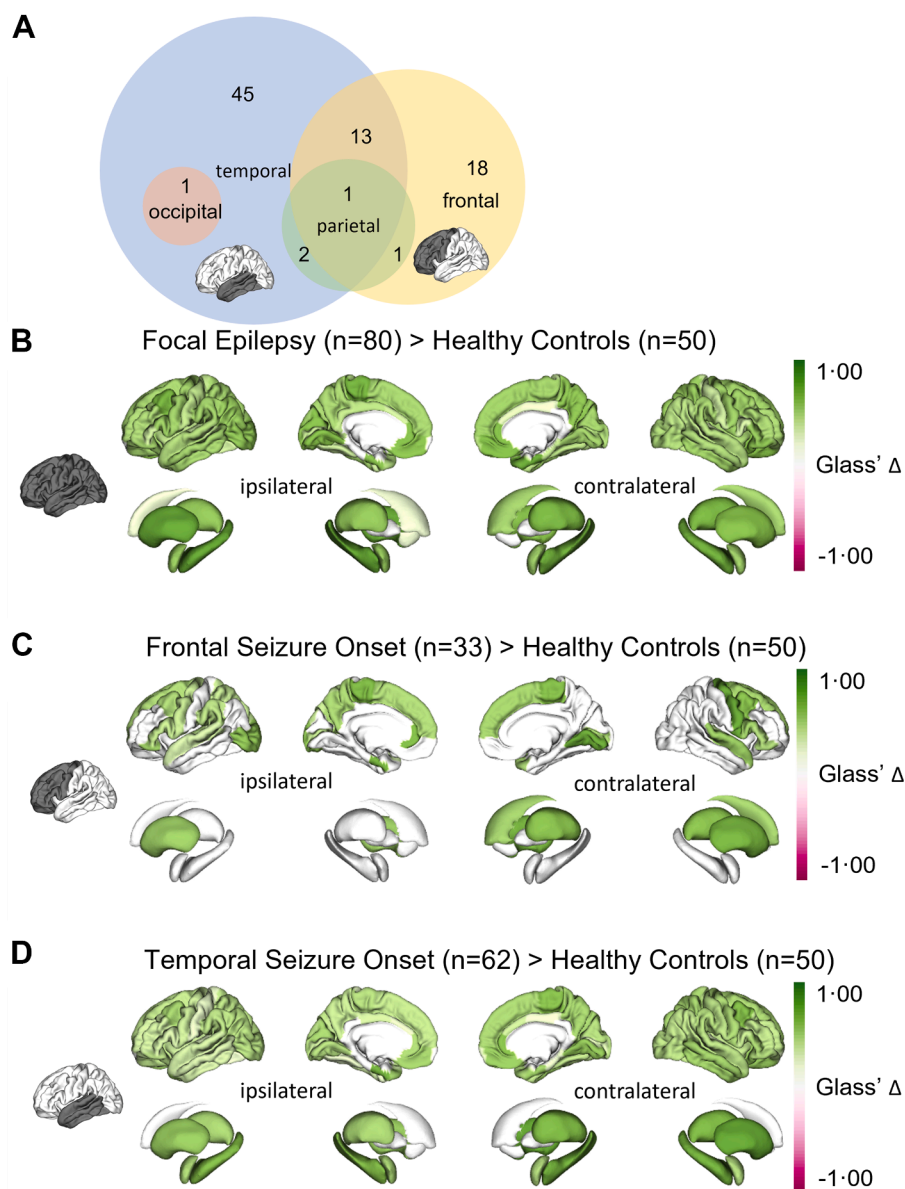 A
45
13
18
temporal
1
1
frontal
occipital
parietal
2
1
B
Focal Epilepsy (n=80) > Healthy Controls (n=50)
1·00
Glass’ Δ
ipsilateral
contralateral
-1·00
C
Frontal Seizure Onset (n=33) > Healthy Controls (n=50)
1·00
Glass’ Δ
ipsilateral
contralateral
-1·00
D
Temporal Seizure Onset (n=62) > Healthy Controls (n=50)
1·00
Glass’ Δ
ipsilateral
contralateral
-1·00